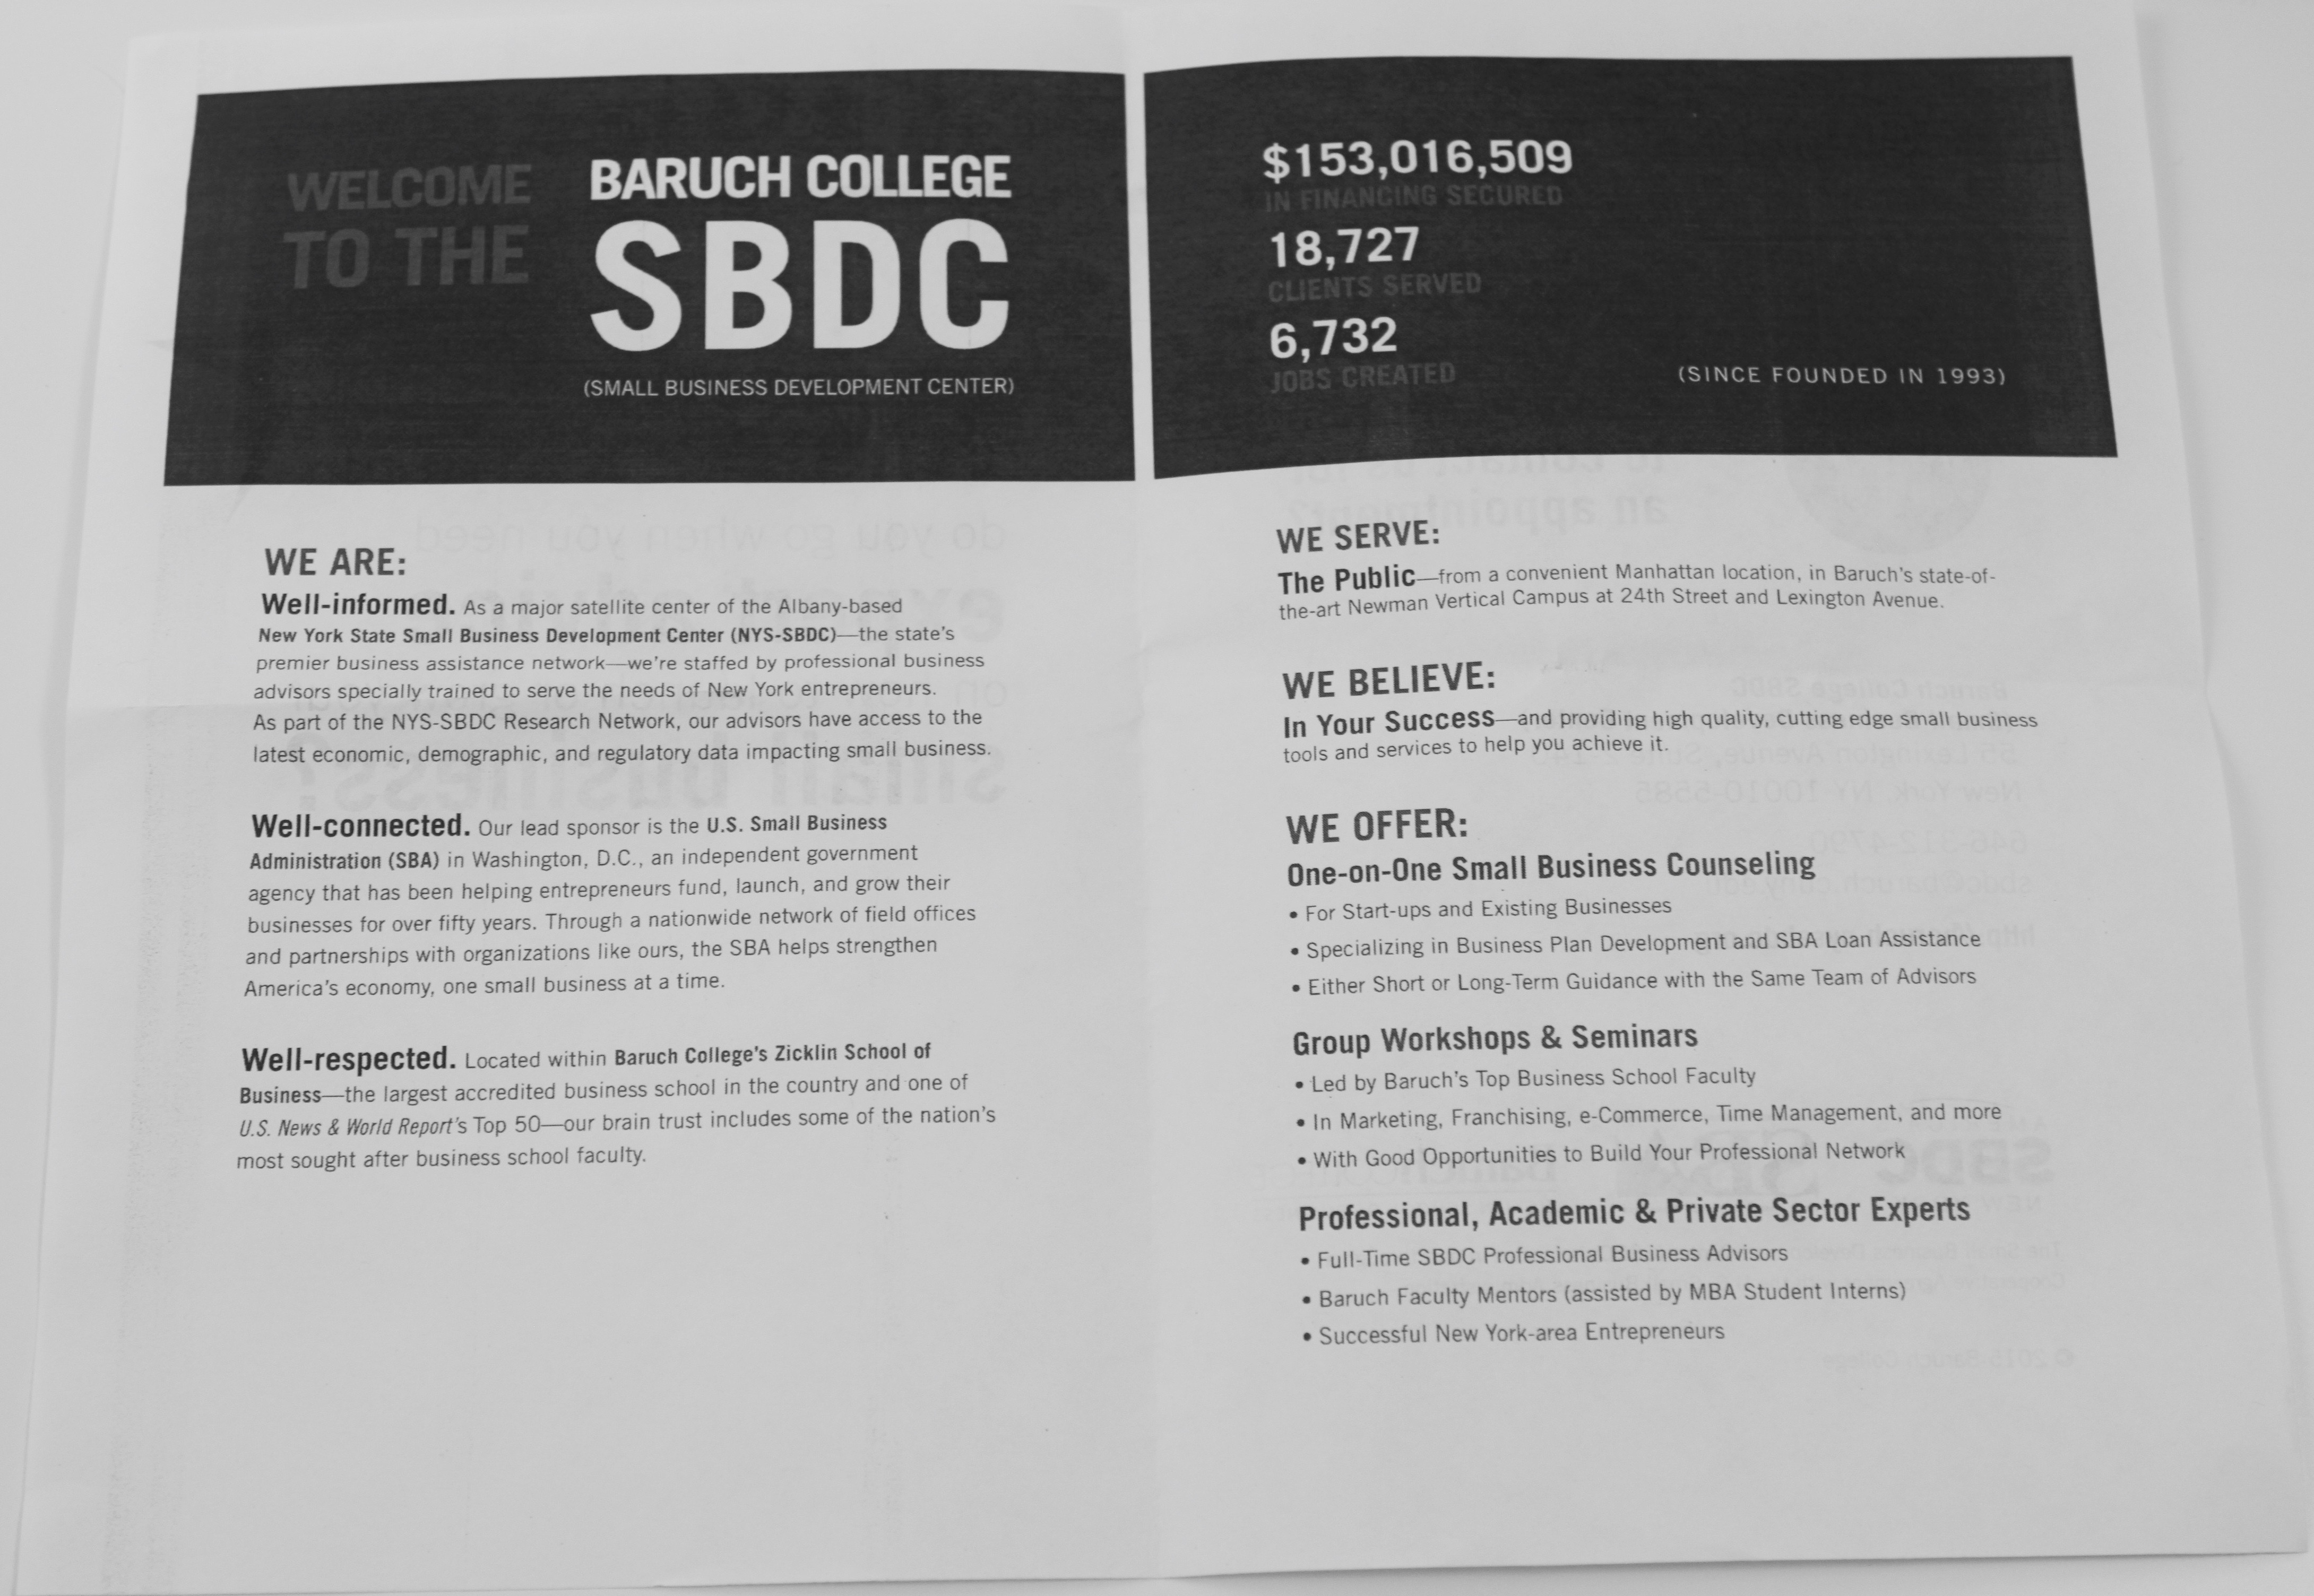 WELCOME
TO THE
BARUCH COLLEGE
SBDC
(SMALL BUSINESS DEVELOPMENT CENTER)
WE ARE:
Well-informed. As a major satellite center of the Albany-based
New York State Small Business Development Center (NYS-SBDC)—the state's
premier business assistance network—we're staffed by professional business
advisors specially trained to serve the needs of New York entrepreneurs.
As part of the NYS-SBDC Research Network, our advisors have access to the
latest economic, demographic, and regulatory data impacting small business.
Well-connected. Our lead sponsor is the U.S. Small Business
Administration (SBA) in Washington, D.C., an independent government
agency that has been helping entrepreneurs fund, launch, and grow their
businesses for over fifty years. Through a nationwide network of field offices
and partnerships with organizations like ours, the SBA helps strengthen
America's economy, one small business at a time.
Well-respected. Located within Baruch College's Zicklin School of
Business—the largest accredited business school in the country and one of
U.S. News & World Report's Top 50—our brain trust includes some of the nation's
most sought after business school faculty.
$153,016,509
IN FINANCING SECURED
18,727
CLIENTS SERVED
6,732
JOBS CREATED
(SINCE FOUNDED IN 1993)
WE SERVE:
The Public—from a convenient Manhattan location, in Baruch's state-of-
the-art Newman Vertical Campus at 24th Street and Lexington Avenue.
WE BELIEVE:
In Your Success—and providing high quality, cutting edge small business
tools and services to help you achieve it.
WE OFFER:
One-on-One Small Business Counseling
• For Start-ups and Existing Businesses
• Specializing in Business Plan Development and SBA Loan Assistance
• Either Short or Long-Term Guidance with the Same Team of Advisors
Group Workshops & Seminars
• Led by Baruch's Top Business School Faculty
• In Marketing, Franchising, e-Commerce, Time Management, and more
• With Good Opportunities to Build Your Professional Network
Professional, Academic & Private Sector Experts
• Full-Time SBDC Professional Business Advisors
• Baruch Faculty Mentors (assisted by MBA Student Interns)
• Successful New York-area Entrepreneurs